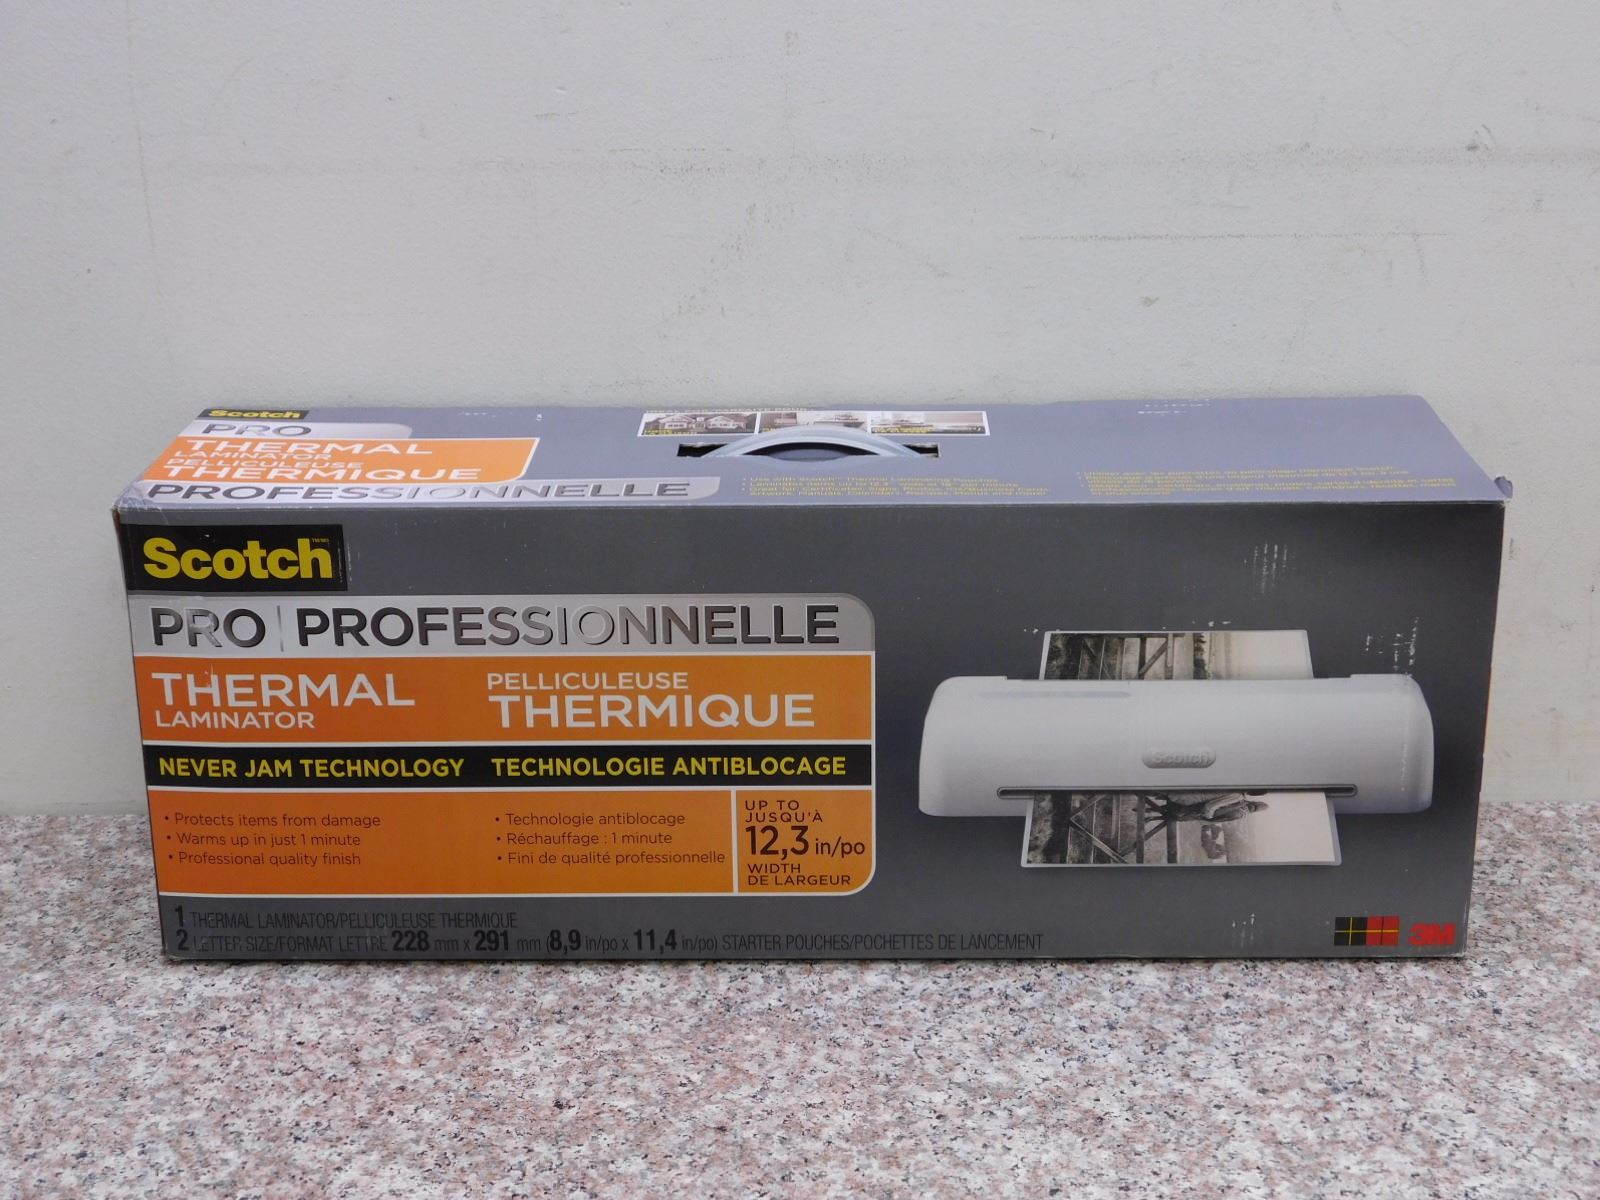 Scotch
PRO
THERMAL
LAMINATOR
PELLICULEUSE
THERMIQUE
PROFESSIONNELLE
Scotch
PRO | PROFESSIONNELLE
THERMAL
LAMINATOR
PELLICULEUSE
THERMIQUE
NEVER JAM TECHNOLOGY
TECHNOLOGIE ANTIBLOCAGE
• Protects items from damage
• Warms up in just 1 minute
• Professional quality finish
• Technologie antiblocage
• Réchauffage : 1 minute
• Fini de qualité professionnelle
UP TO
JUSQU'À
12,3 in/po
WIDTH
DE LARGEUR
Scotch
1 THERMAL LAMINATOR/PELLICULEUSE THERMIQUE
2 LETTER SIZE/FORMAT LETTRE 228 mm x 291 mm (8,9 in/po x 11,4 in/po) STARTER POUCHES/POCHETTES DE LANCEMENT
3M